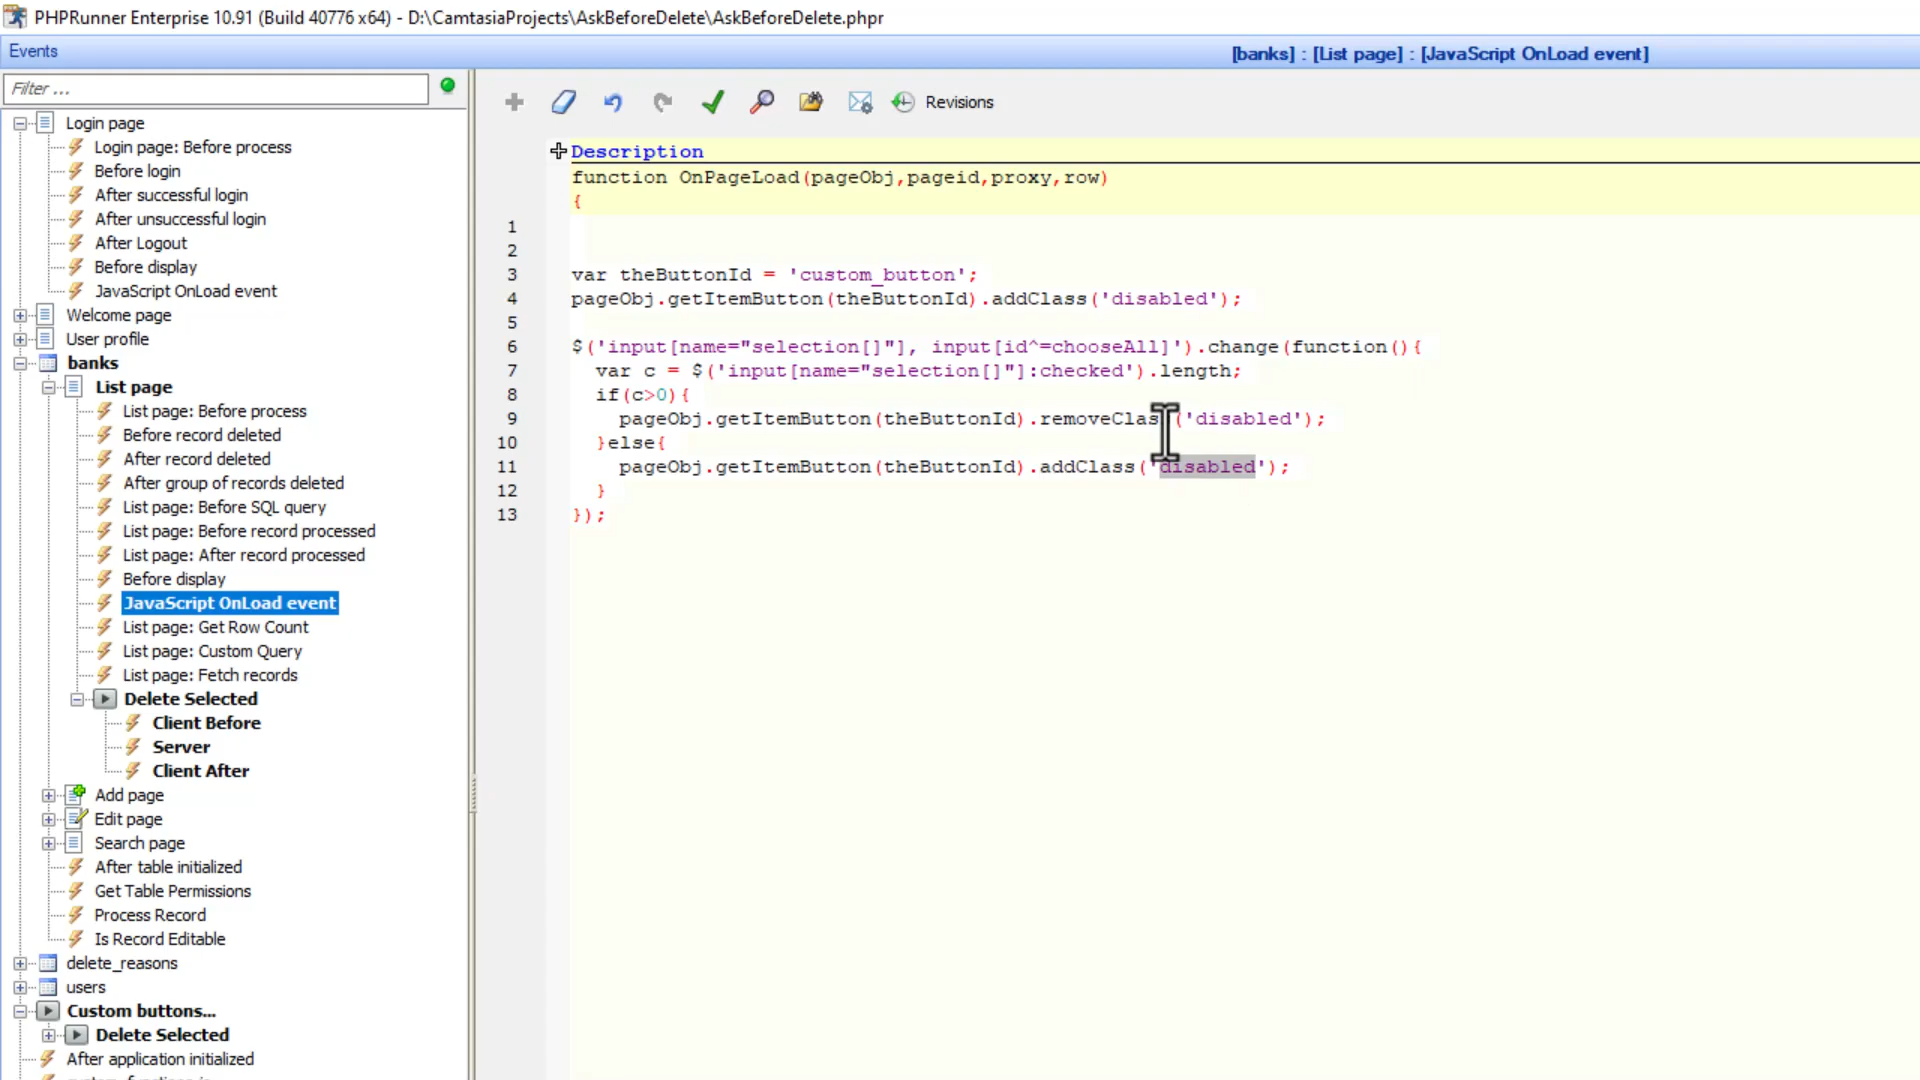 PHPRunner Enterprise 10.91 (Build 40776 x64) - D:\CamtasiaProjects\AskBeforeDelete\AskBeforeDelete.phpr
Events
[banks] : [List page] : [JavaScript OnLoad event]
Filter ...
Revisions
Login page
Login page: Before process
Before login
After successful login
After unsuccessful login
After Logout
Before display
JavaScript OnLoad event
Welcome page
User profile
banks
List page
List page: Before process
Before record deleted
After record deleted
After group of records deleted
List page: Before SQL query
List page: Before record processed
List page: After record processed
Before display
JavaScript OnLoad event
List page: Get Row Count
List page: Custom Query
List page: Fetch records
Delete Selected
Client Before
Server
Client After
Add page
Edit page
Search page
After table initialized
Get Table Permissions
Process Record
Is Record Editable
delete_reasons
users
Custom buttons...
Delete Selected
After application initialized
Description
function OnPageLoad(pageObj,pageid,proxy,row)
{
1
2
3 var theButtonId = 'custom_button';
4 pageObj.getItemButton(theButtonId).addClass('disabled');
5
6 $('input[name="selection[]"], input[id^=chooseAll]').change(function(){
7 var c = $('input[name="selection[]"]:checked').length;
8 if(c>0){
9 pageObj.getItemButton(theButtonId).removeClass('disabled');
10 }else{
11 pageObj.getItemButton(theButtonId).addClass('disabled');
12 }
13 });